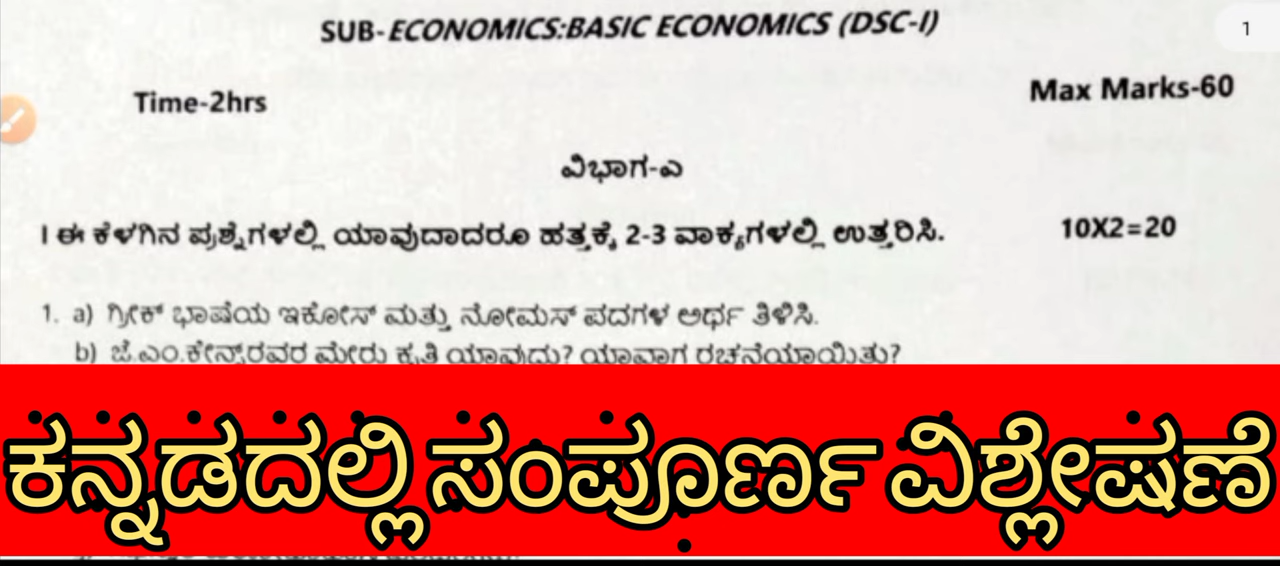 SUB-ECONOMICS:BASIC ECONOMICS (DSC-I)
1
Time-2hrs
Max Marks-60
ವಿಭಾಗ-ಎ
I ಈ ಕೆಳಗಿನ ಪ್ರಶ್ನೆಗಳಲ್ಲಿ ಯಾವುದಾದರೂ ಹತ್ತಕ್ಕೆ 2-3 ವಾಕ್ಯಗಳಲ್ಲಿ ಉತ್ತರಿಸಿ. 10X2=20
1. a) ಗ್ರೀಕ್ ಭಾಷೆಯ ಇಕೋಸ್ ಮತ್ತು ನೋಮಸ್ ಪದಗಳ ಅರ್ಥ ತಿಳಿಸಿ.
b) ಜೆ.ಎಂ.ಕೇನ್ಸ್‌ರವರ ಮೇರು ಕೃತಿ ಯಾವುದು? ಯಾವಾಗ ರಚನೆಯಾಯಿತು?
ಕನ್ನಡದಲ್ಲಿ ಸಂಪೂರ್ಣ ವಿಶ್ಲೇಷಣೆ